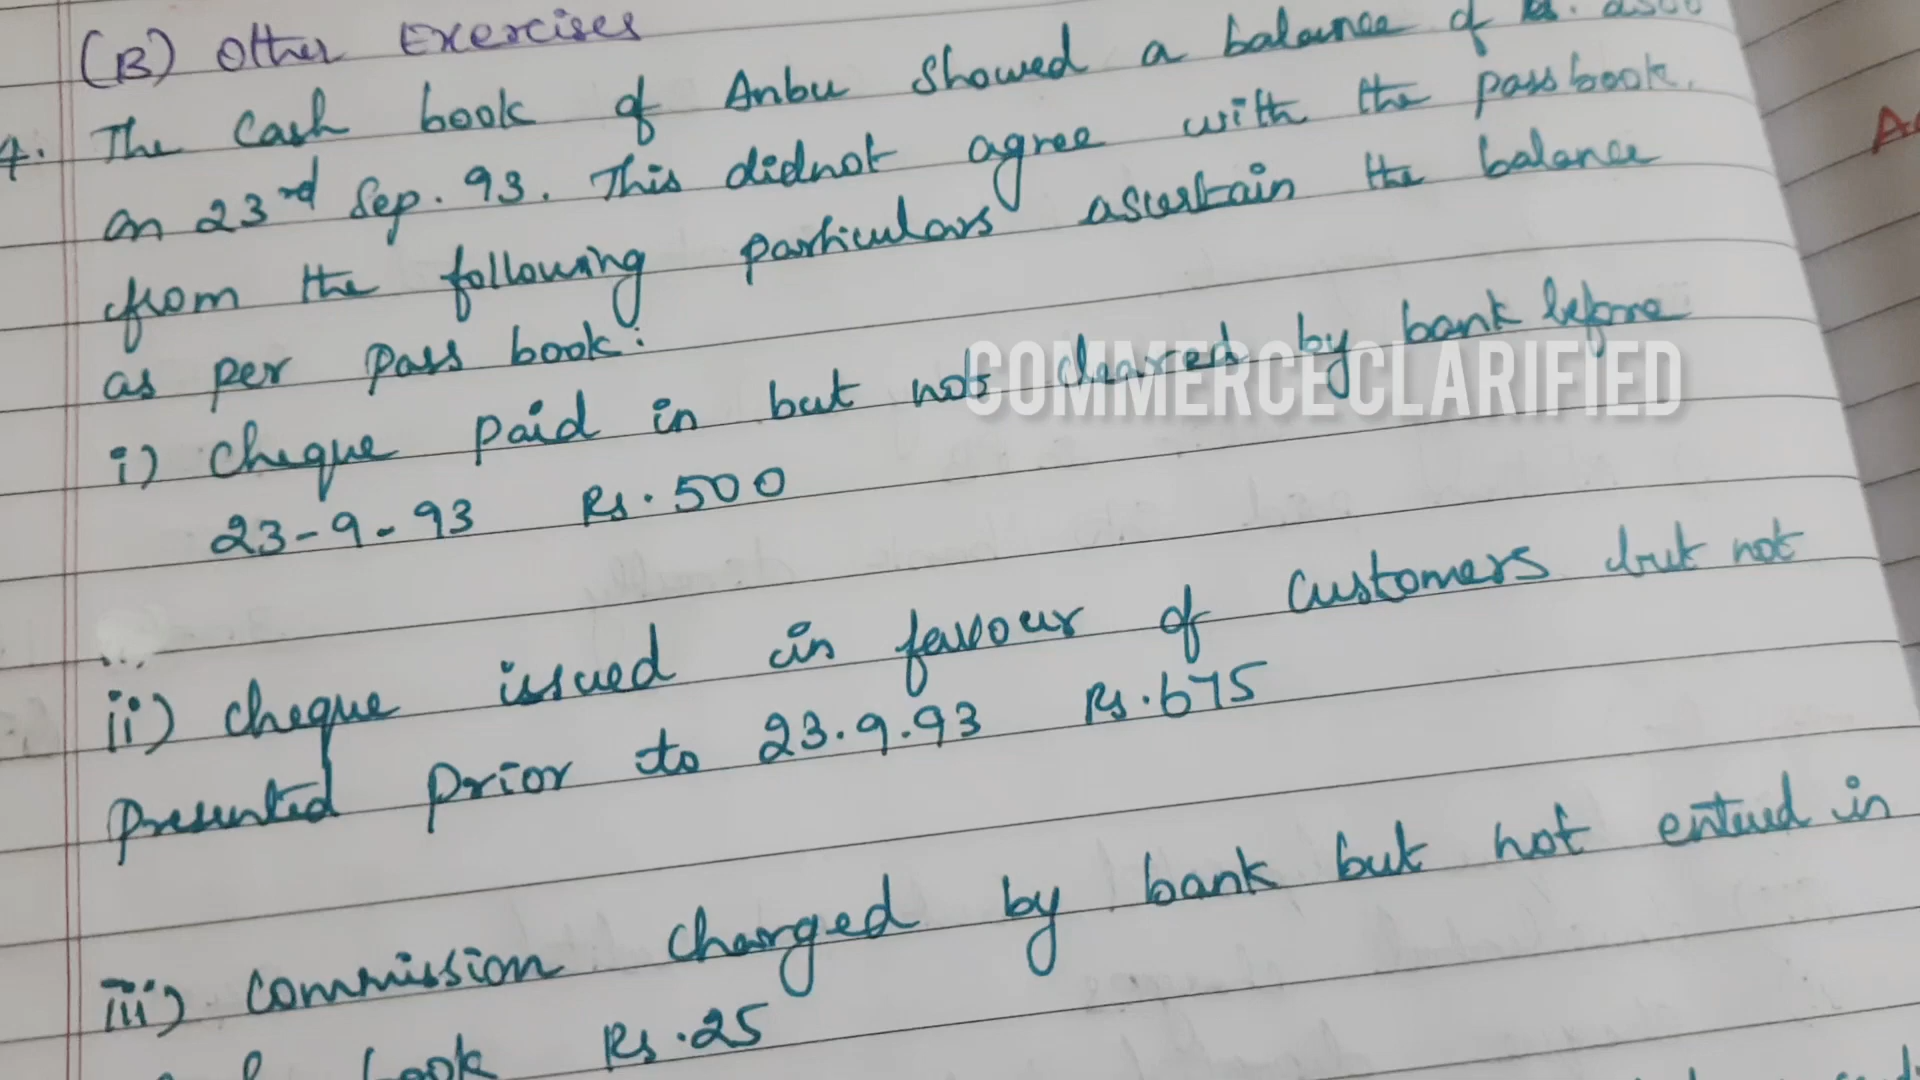 (B) Other Exercises
4. The Cash book of Anbu showed a balance of Rs.
on 23rd Sep. 93. This didnot agree with the passbook.
from the following particulars ascertain the balance
as per Pass book:
i) cheque paid in but not cleared by bank before
23-9-93 Rs. 500
COMMERCECLARIFIED
ii) cheque issued in favour of customers but not
presented prior to 23.9.93 Rs. 675
iii) commission charged by bank but not entered in
book Rs. 25